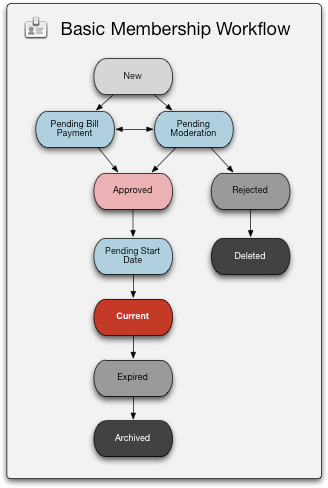 Basic Membership Workflow
New
Pending Bill
Payment
Pending
Moderation
Approved
Rejected
Pending Start
Date
Deleted
Current
Expired
Archived